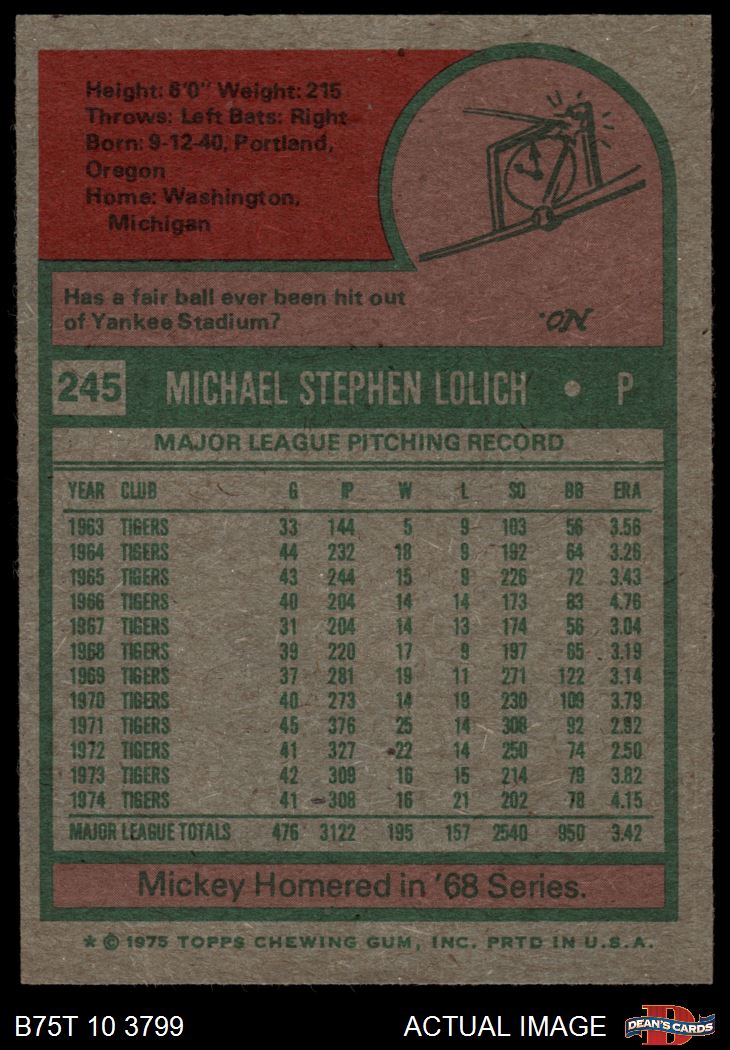 Height: 6'0" Weight: 215
Throws: Left Bats: Right
Born: 9-12-40, Portland,
Oregon
Home: Washington,
Michigan
Has a fair ball ever been hit out
of Yankee Stadium?
No.
245 MICHAEL STEPHEN LOLICH • P
MAJOR LEAGUE PITCHING RECORD
YEAR CLUB G IP W L SO BB ERA
1963 TIGERS 33 144 5 9 103 56 3.56
1964 TIGERS 44 232 18 9 192 64 3.26
1965 TIGERS 43 244 15 9 226 72 3.43
1966 TIGERS 40 204 14 14 173 83 4.76
1967 TIGERS 31 204 14 13 174 56 3.04
1968 TIGERS 39 220 17 9 197 65 3.19
1969 TIGERS 37 281 19 11 271 122 3.14
1970 TIGERS 40 273 14 19 230 109 3.79
1971 TIGERS 45 376 25 14 308 92 2.92
1972 TIGERS 41 327 22 14 250 74 2.50
1973 TIGERS 42 309 16 15 214 79 3.82
1974 TIGERS 41 308 16 21 202 78 4.15
MAJOR LEAGUE TOTALS 476 3122 195 157 2540 950 3.42
Mickey Homered in '68 Series.
* © 1975 TOPPS CHEWING GUM, INC. PRTD IN U.S.A.
B75T 10 3799 ACTUAL IMAGE D DEAN'S CARDS